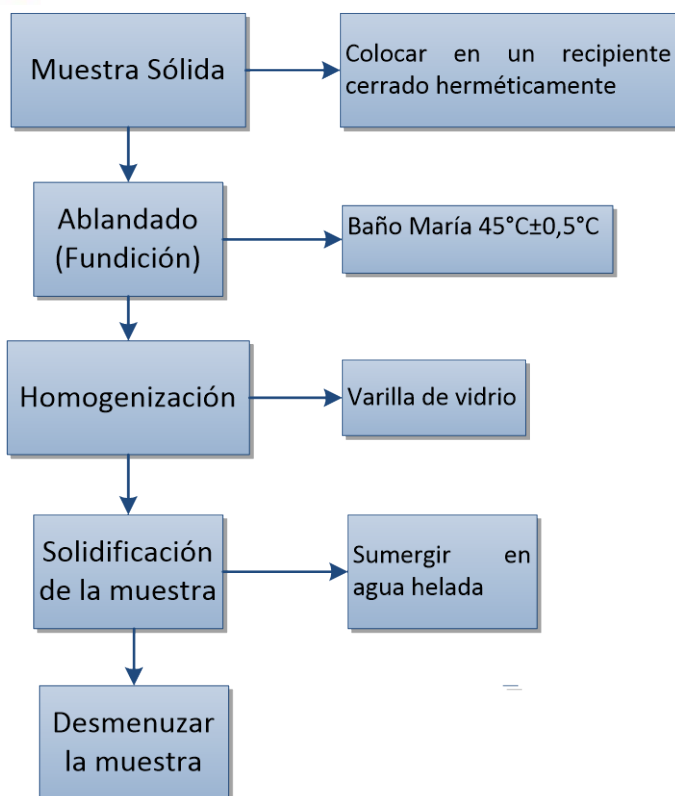 Muestra Sólida
Colocar en un recipiente
cerrado herméticamente
Ablandado
(Fundición)
Baño María 45°C±0,5°C
Homogenización
Varilla de vidrio
Solidificación
de la muestra
Sumergir en
agua helada
Desmenuzar
la muestra